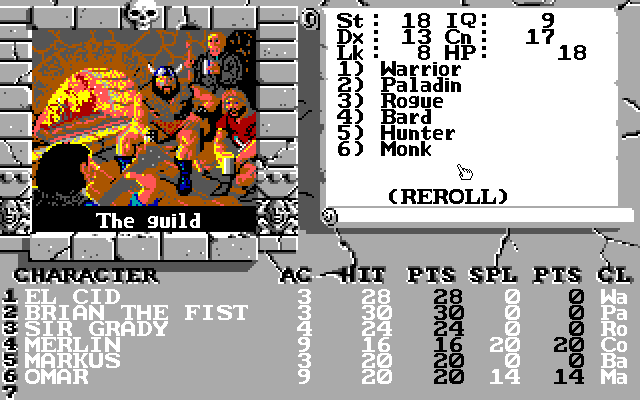 St: 18 IQ: 9
Dx: 13 Cn: 17
Lk: 8 HP: 18
1) Warrior
2) Paladin
3) Rogue
4) Bard
5) Hunter
6) Monk
(REROLL)
The guild
CHARACTER AC HIT PTS SPL PTS CL
1 EL CID 3 28 28 0 0 Wa
2 BRIAN THE FIST 3 30 30 0 0 Pa
3 SIR GRADY 4 24 24 0 0 Ro
4 MERLIN 9 16 16 20 20 Co
5 MARKUS 3 20 20 0 0 Ba
6 OMAR 9 20 20 14 14 Ma
7